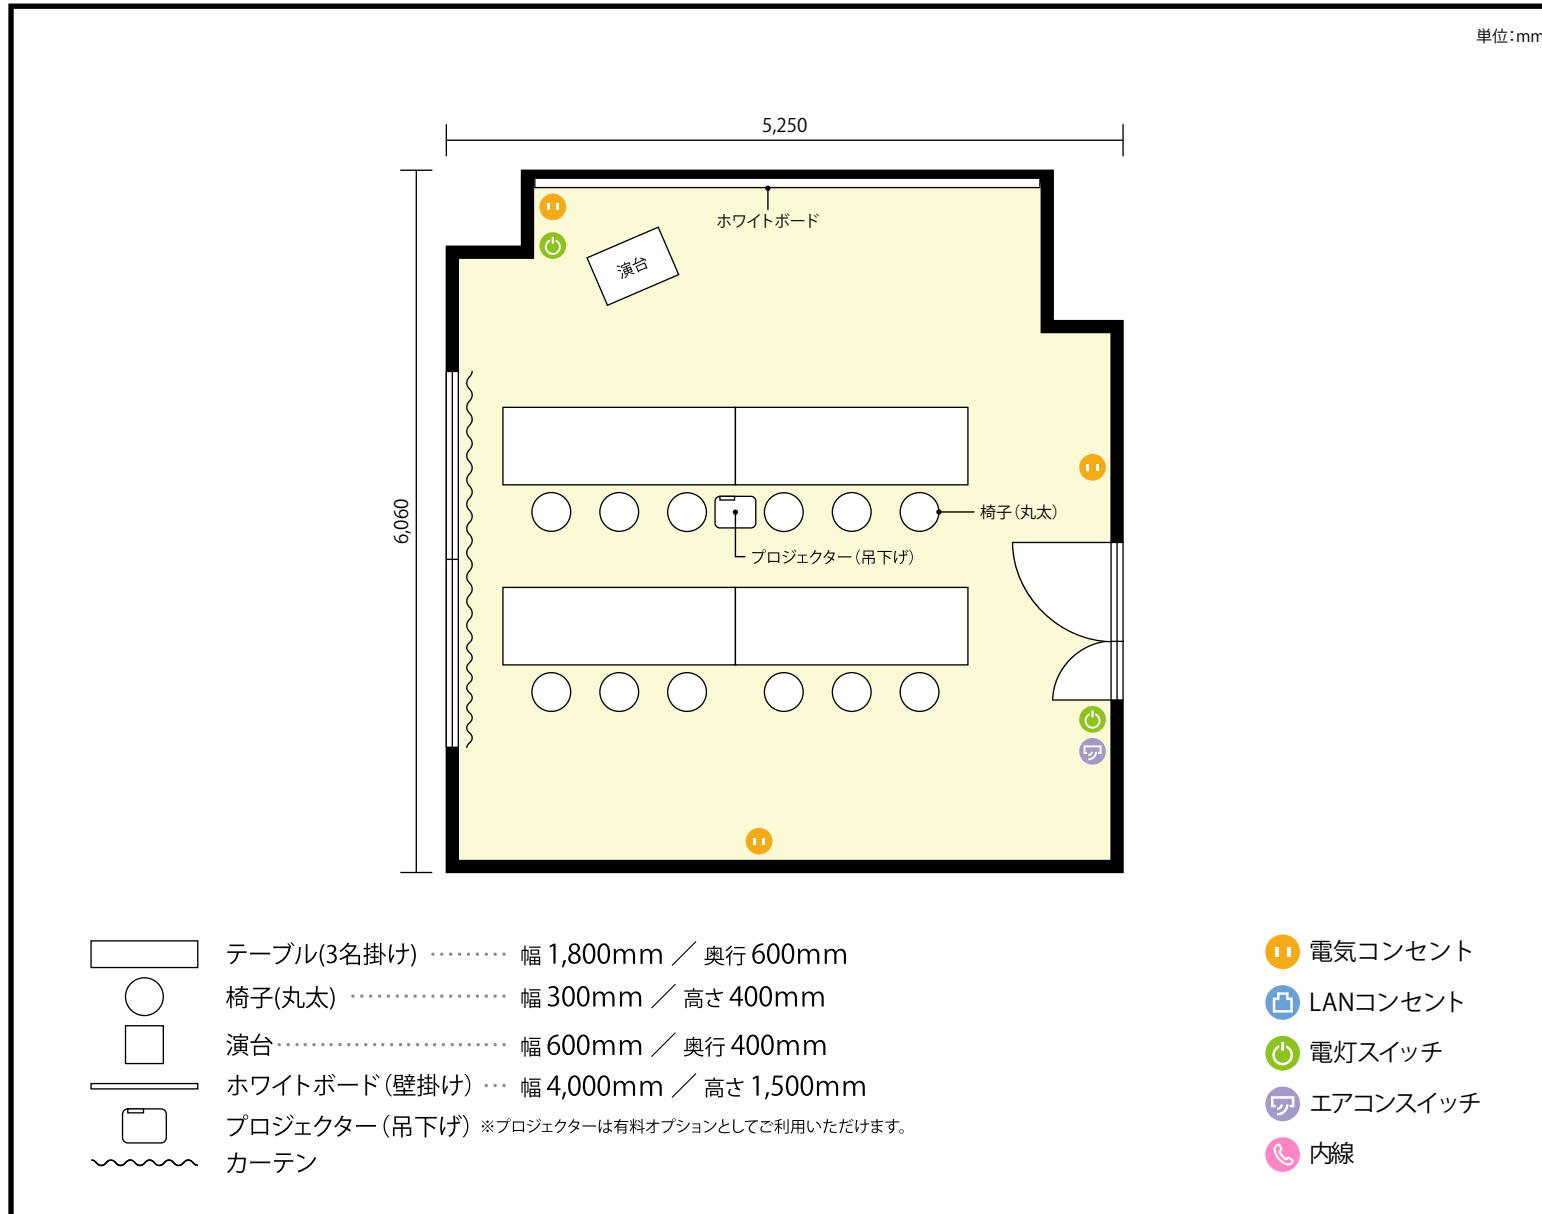 単位：mm
5,250
ホワイトボード
演台
6,060
椅子（丸太）
プロジェクター（吊下げ）
テーブル(3名掛け) ········· 幅 1,800mm ／ 奥行 600mm
椅子(丸太) ·················· 幅 300mm ／ 高さ 400mm
演台··························· 幅 600mm ／ 奥行 400mm
ホワイトボード（壁掛け） ··· 幅 4,000mm ／ 高さ 1,500mm
プロジェクター（吊下げ） ※プロジェクターは有料オプションとしてご利用いただけます。
カーテン
電気コンセント
LANコンセント
電灯スイッチ
エアコンスイッチ
内線